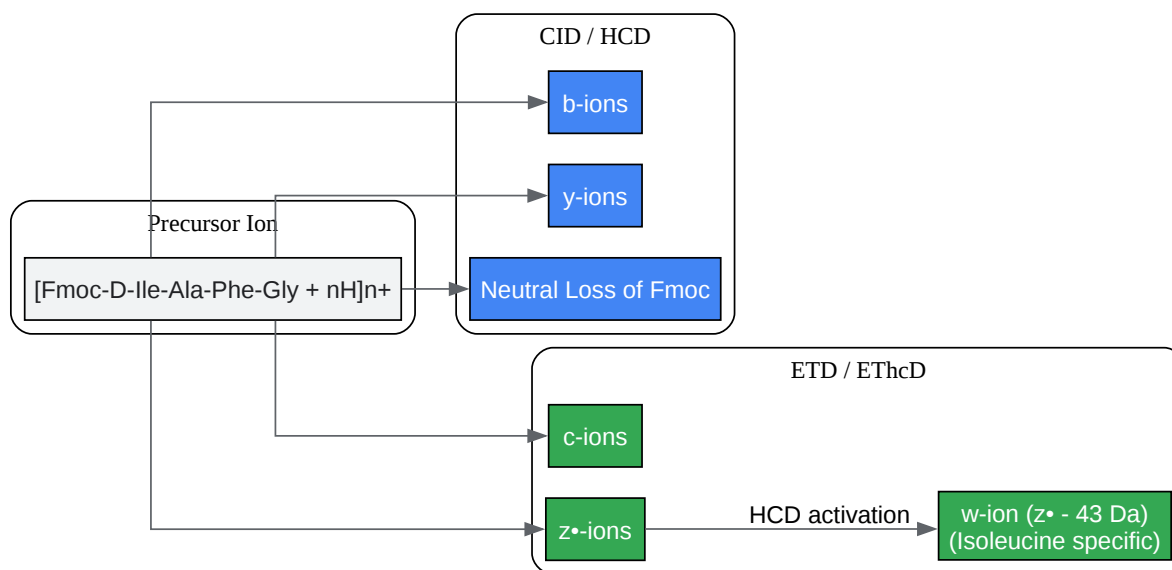 CID / HCD
b-ions
y-ions
Precursor Ion
[Fmoc-D-Ile-Ala-Phe-Gly + nH]n+
Neutral Loss of Fmoc
ETD / EThcD
c-ions
z•-ions
HCD activation
w-ion (z• - 43 Da)
(Isoleucine specific)